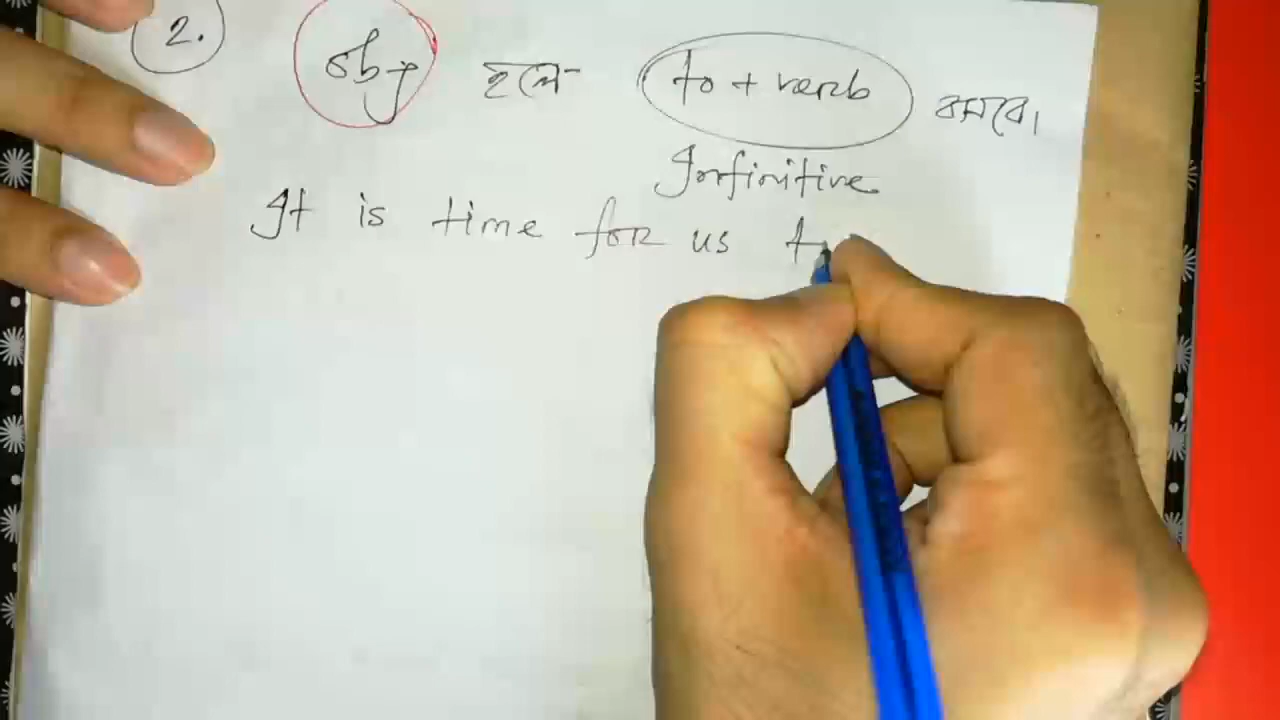 2. obj হলে to + verb বসবে।
Infinitive
It is time for us t